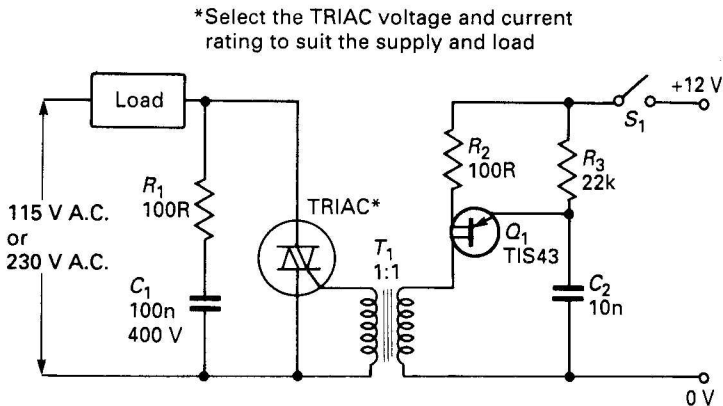 *Select the TRIAC voltage and current
rating to suit the supply and load
Load
+12 V
S1
R2
100R
R3
22k
R1
100R
115 V A.C.
or
230 V A.C.
TRIAC*
Q1
TIS43
T1
1:1
C1
100n
400 V
C2
10n
0 V